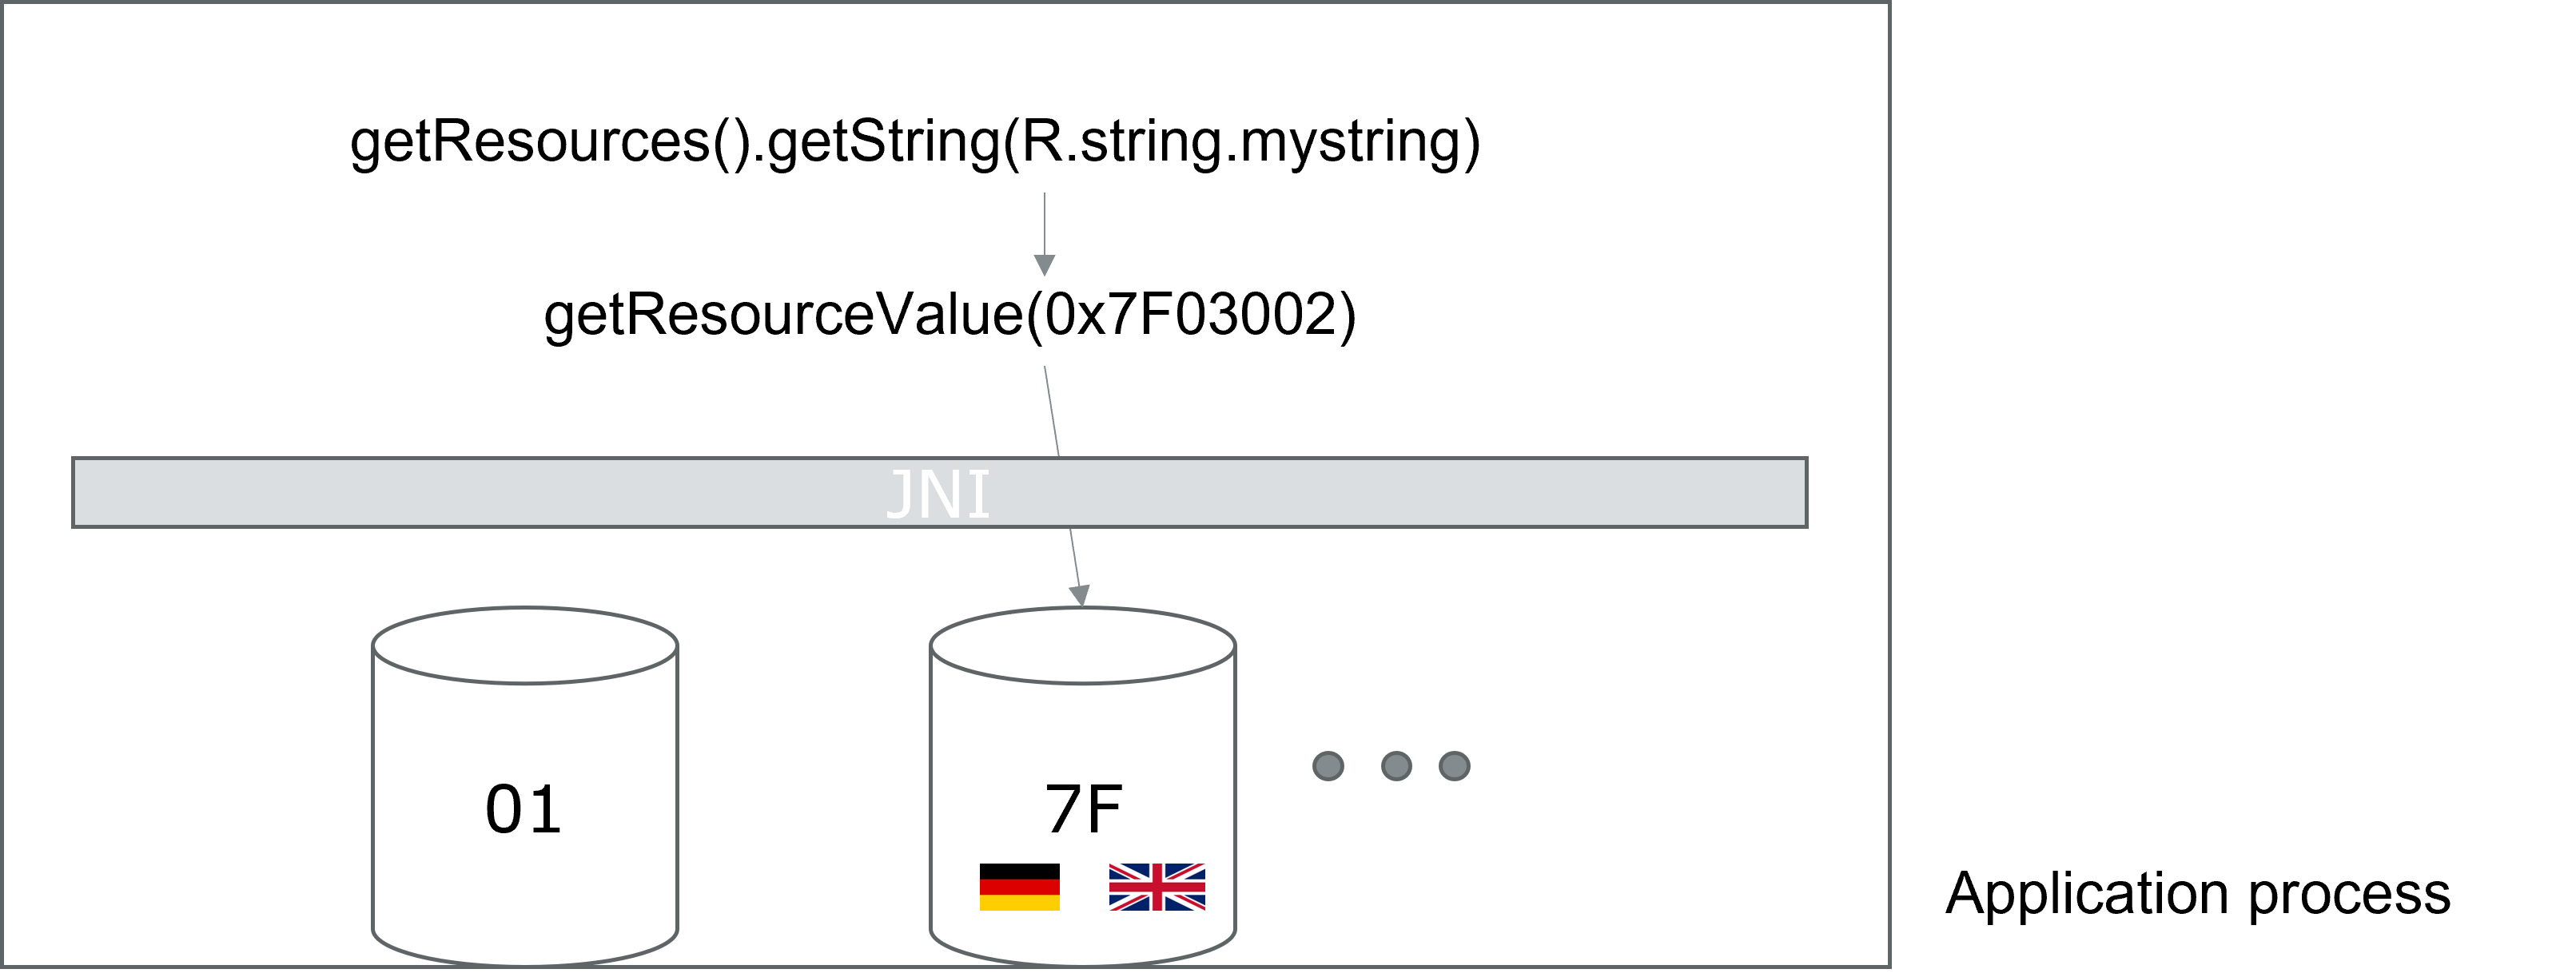 getResources().getString(R.string.mystring)
getResourceValue(0x7F03002)
JNI
01
7F
Application process